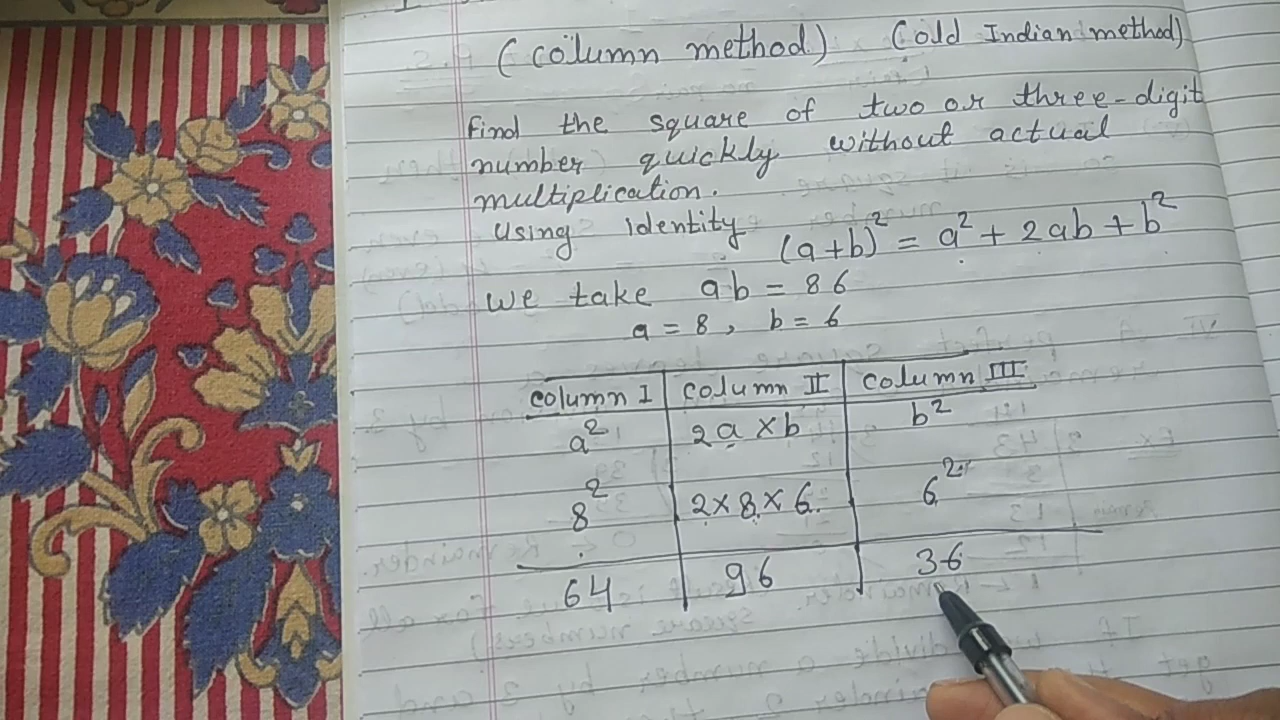 (column method) (old Indian method)
Find the square of two or three-digit
number quickly without actual
multiplication.
Using identity (a+b)² = a² + 2ab + b²
We take ab = 86
a = 8, b = 6
column I column II column III
a² 2a × b b²
8² 2×8×6 6²
64 96 36